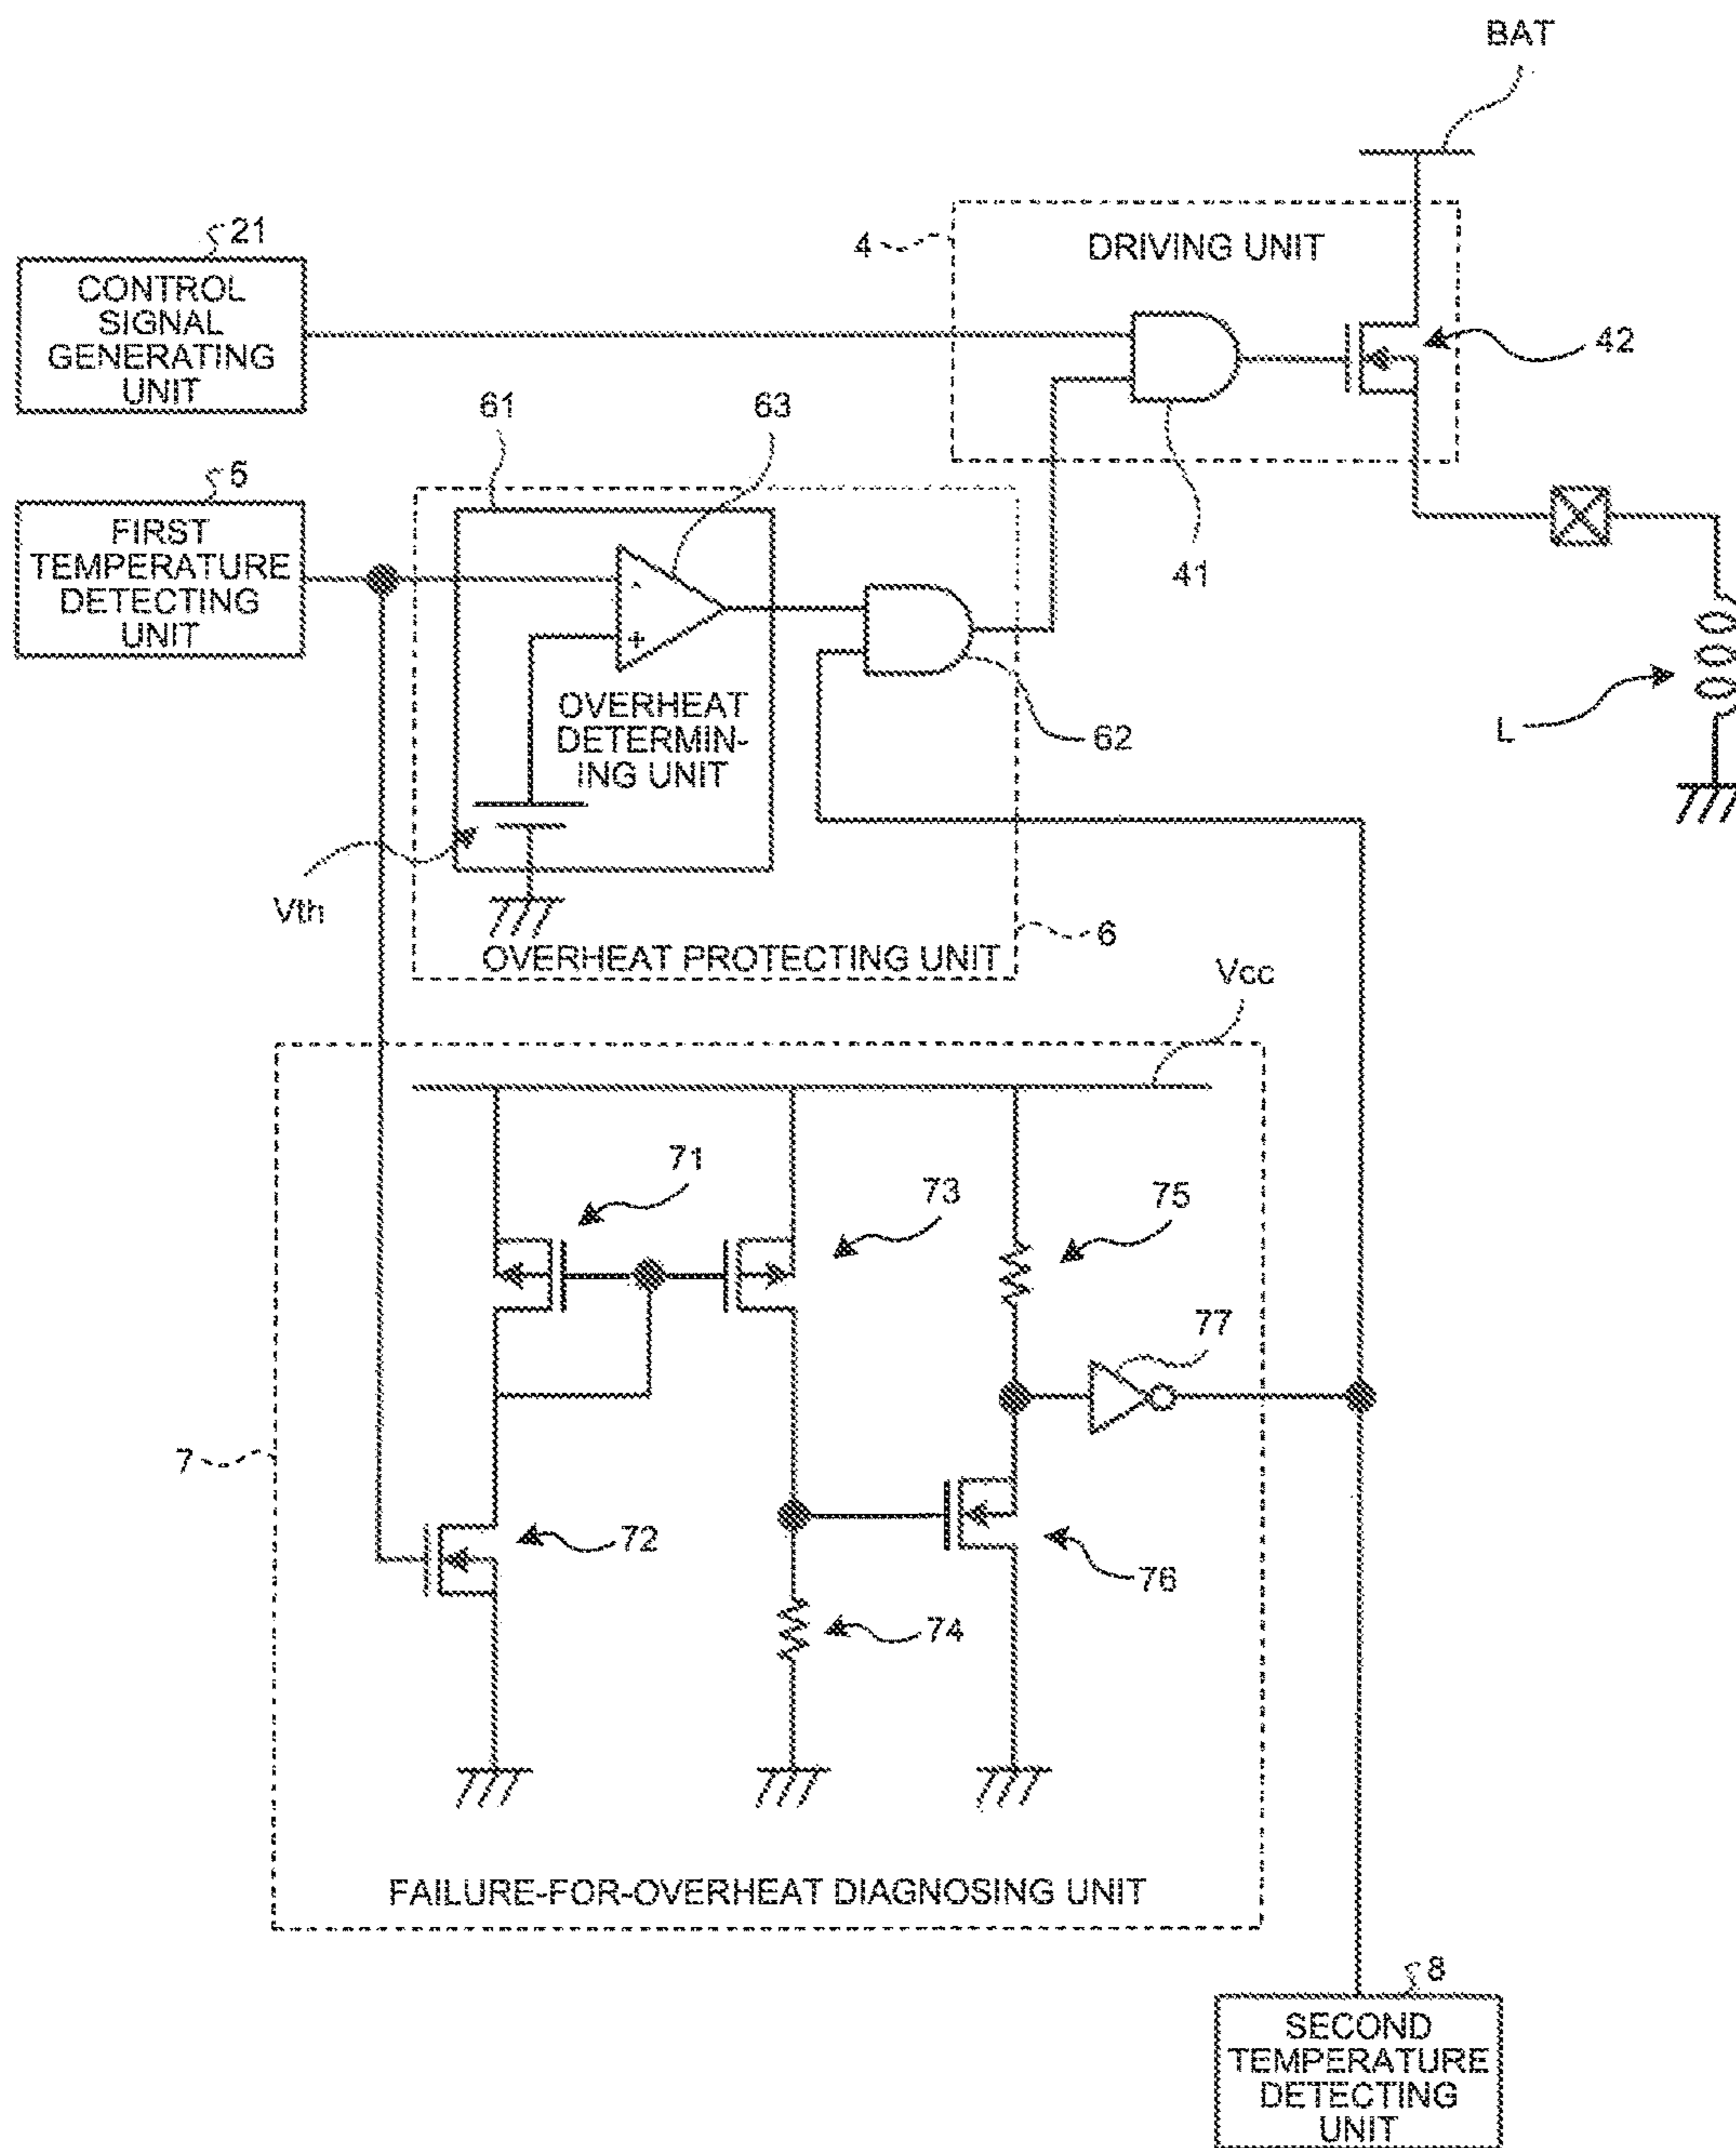 BAT
21
4
DRIVING UNIT
CONTROL
SIGNAL
GENERATING
UNIT
42
61
63
5
FIRST
TEMPERATURE
DETECTING
UNIT
-
+
41
OVERHEAT
DETERMIN-
ING UNIT
62
L
Vth
6
OVERHEAT PROTECTING UNIT
Vcc
71
73
75
77
7
72
76
74
FAILURE-FOR-OVERHEAT DIAGNOSING UNIT
8
SECOND
TEMPERATURE
DETECTING
UNIT